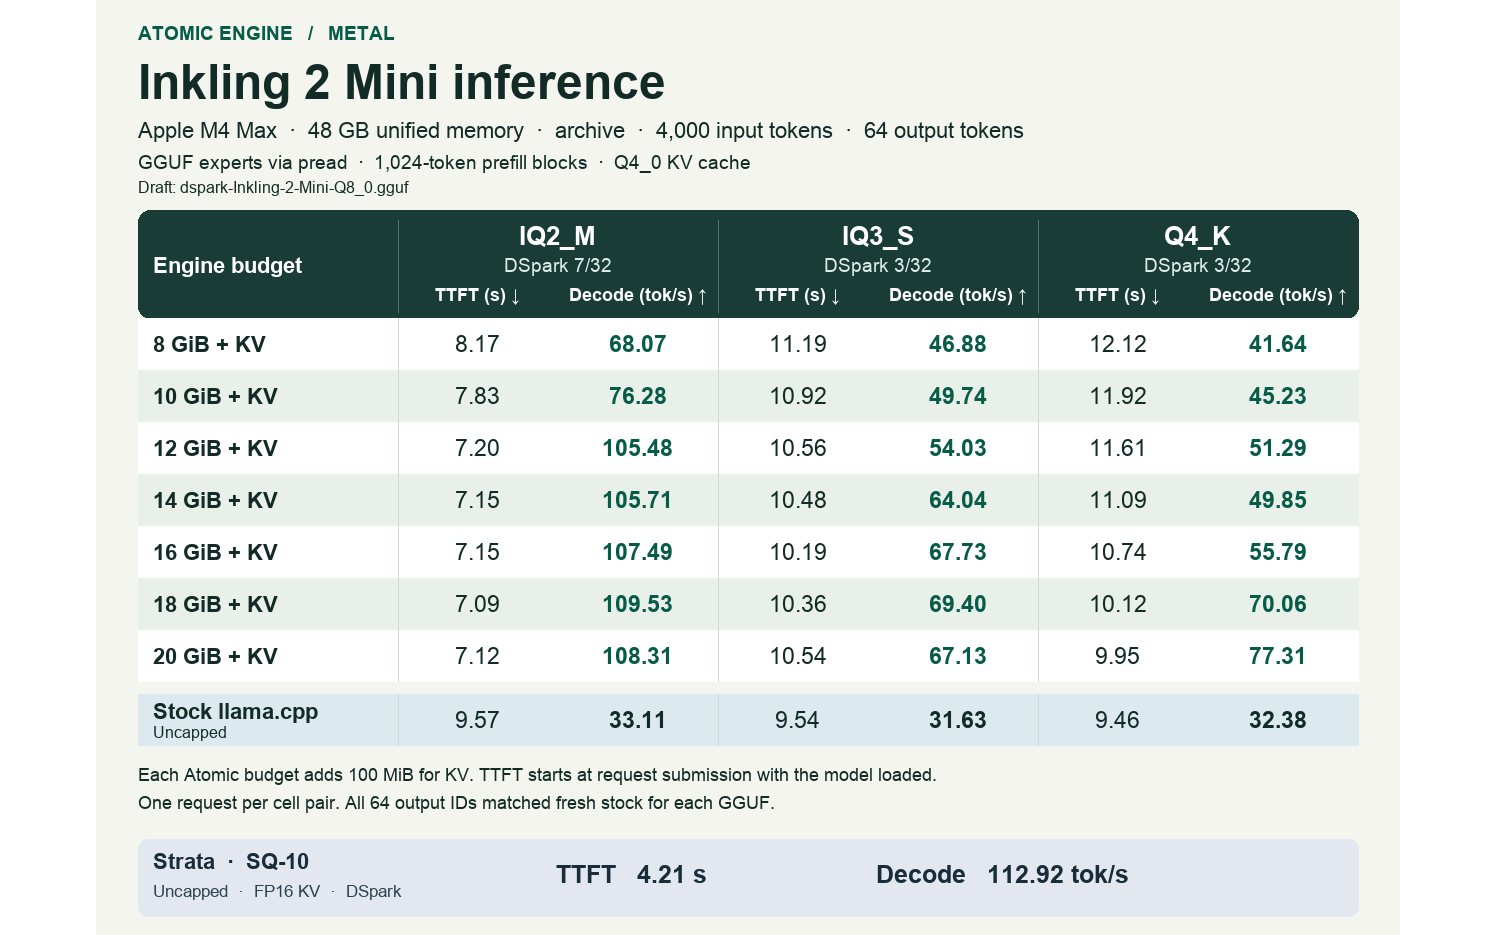 ATOMIC ENGINE / METAL
Inkling 2 Mini inference
Apple M4 Max · 48 GB unified memory · archive · 4,000 input tokens · 64 output tokens
GGUF experts via pread · 1,024-token prefill blocks · Q4_0 KV cache
Draft: dspark-Inkling-2-Mini-Q8_0.gguf
Engine budget
IQ2_M IQ3_S Q4_K
DSpark 7/32 DSpark 3/32 DSpark 3/32
TTFT (s) ↓ Decode (tok/s) ↑ TTFT (s) ↓ Decode (tok/s) ↑ TTFT (s) ↓ Decode (tok/s) ↑
8 GiB + KV 8.17 68.07 11.19 46.88 12.12 41.64
10 GiB + KV 7.83 76.28 10.92 49.74 11.92 45.23
12 GiB + KV 7.20 105.48 10.56 54.03 11.61 51.29
14 GiB + KV 7.15 105.71 10.48 64.04 11.09 49.85
16 GiB + KV 7.15 107.49 10.19 67.73 10.74 55.79
18 GiB + KV 7.09 109.53 10.36 69.40 10.12 70.06
20 GiB + KV 7.12 108.31 10.54 67.13 9.95 77.31
Stock llama.cpp 9.57 33.11 9.54 31.63 9.46 32.38
Uncapped
Each Atomic budget adds 100 MiB for KV. TTFT starts at request submission with the model loaded.
One request per cell pair. All 64 output IDs matched fresh stock for each GGUF.
Strata · SQ-10
Uncapped · FP16 KV · DSpark
TTFT 4.21 s Decode 112.92 tok/s